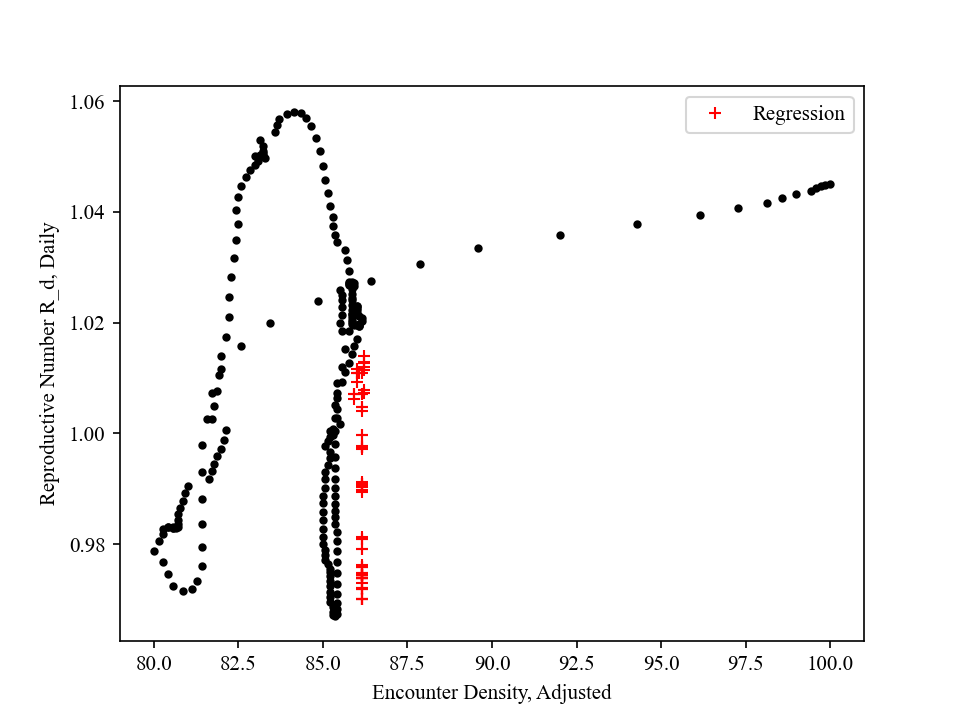 Regression
1.06
1.04
1.02
1.00
0.98
Reproductive Number R_d, Daily
80.0 82.5 85.0 87.5 90.0 92.5 95.0 97.5 100.0
Encounter Density, Adjusted